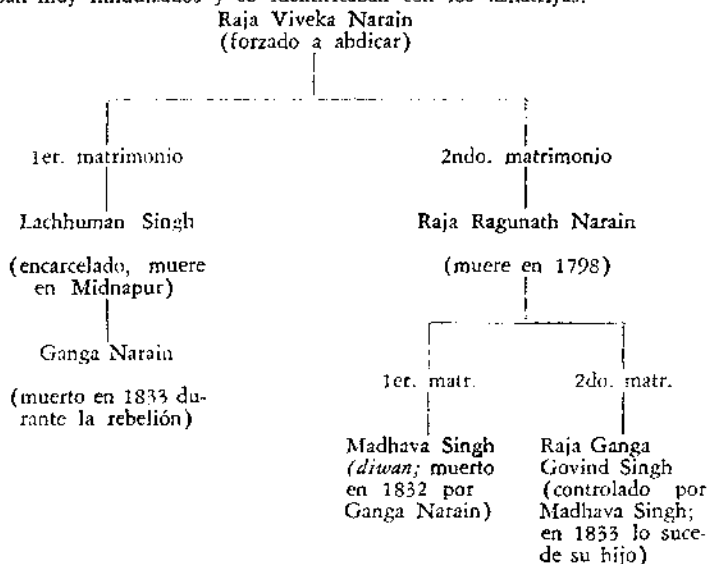 Raja Viveka Narain
(forzado a abdicar)
1er. matrimonio
2ndo. matrimonio
Lachhuman Singh
Raja Ragunath Narain
(encarcelado, muere
en Midnapur)
(muere en 1798)
Ganga Narain
(muerto en 1833 du-
rante la rebelión)
1er. matr.
2do. matr.
Madhava Singh
(diwan; muerto
en 1832 por
Ganga Narain)
Raja Ganga
Govind Singh
(controlado por
Madhava Singh;
en 1833 lo suce-
de su hijo)